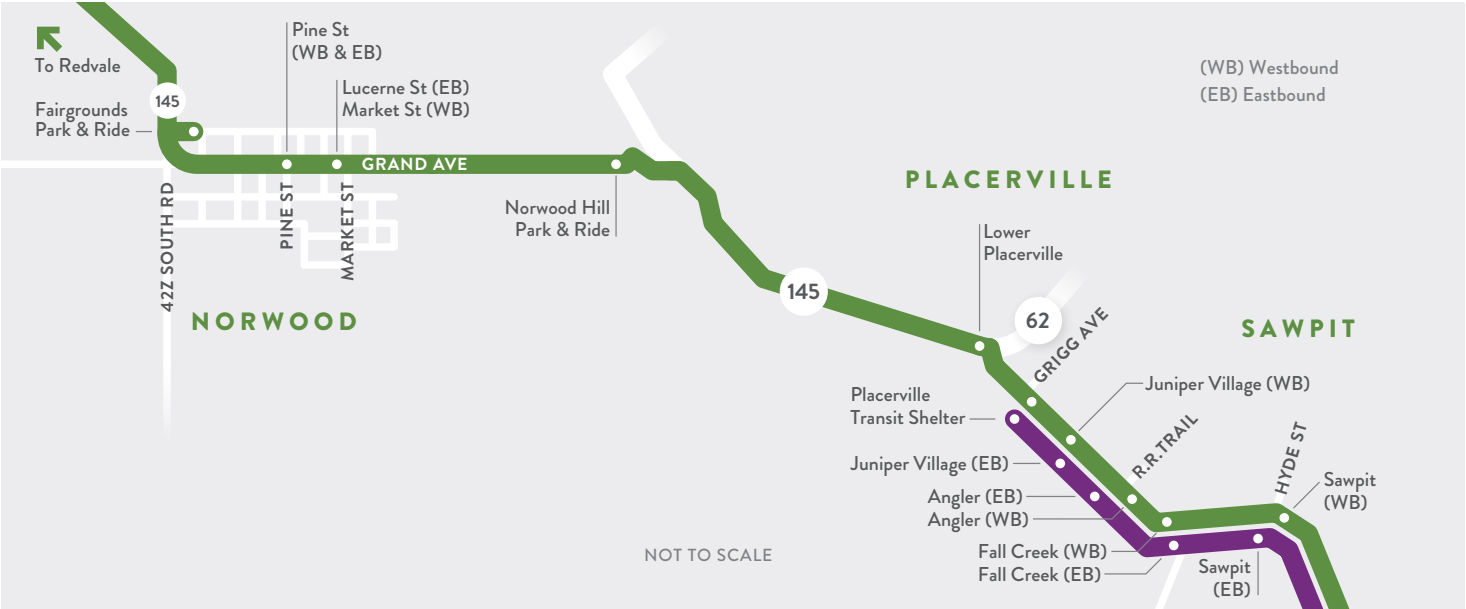 To Redvale
145
Fairgrounds
Park & Ride
Pine St
(WB & EB)
Lucerne St (EB)
Market St (WB)
GRAND AVE
42Z SOUTH RD
PINE ST
MARKET ST
NORWOOD
Norwood Hill
Park & Ride
145
(WB) Westbound
(EB) Eastbound
PLACERVILLE
Lower
Placerville
62
GRIGG AVE
SAWPIT
Placerville
Transit Shelter
Juniper Village (WB)
Juniper Village (EB)
R.R.TRAIL
HYDE ST
Angler (EB)
Angler (WB)
Sawpit
(WB)
Fall Creek (WB)
Fall Creek (EB)
Sawpit
(EB)
NOT TO SCALE